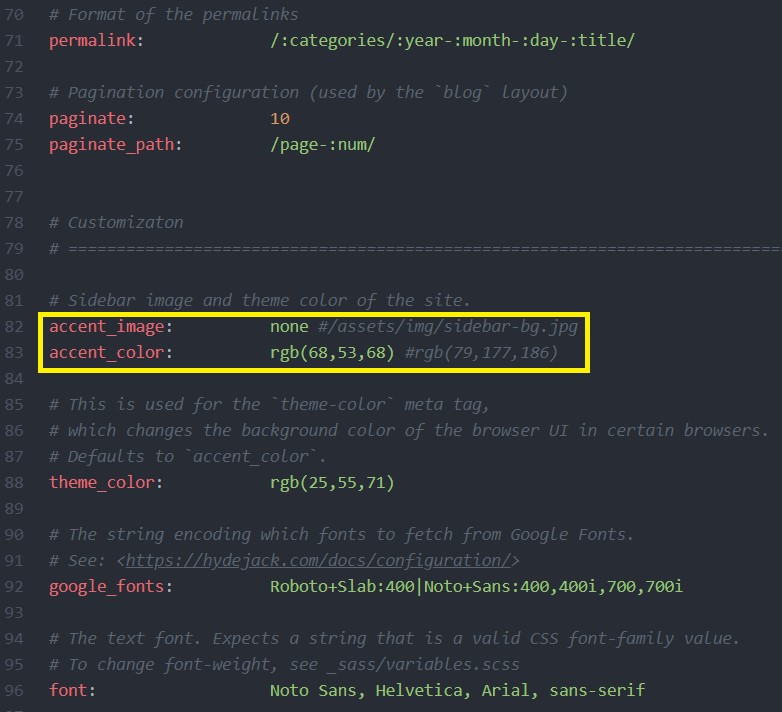 70 # Format of the permalinks
71 permalink: /:categories/:year-:month-:day-:title/
72
73 # Pagination configuration (used by the `blog` layout)
74 paginate: 10
75 paginate_path: /page-:num/
76
77
78 # Customizaton
79 # ==========================================================================
80
81 # Sidebar image and theme color of the site.
82 accent_image: none #/assets/img/sidebar-bg.jpg
83 accent_color: rgb(68,53,68) #rgb(79,177,186)
84
85 # This is used for the `theme-color` meta tag,
86 # which changes the background color of the browser UI in certain browsers.
87 # Defaults to `accent_color`.
88 theme_color: rgb(25,55,71)
89
90 # The string encoding which fonts to fetch from Google Fonts.
91 # See: <https://hydejack.com/docs/configuration/>
92 google_fonts: Roboto+Slab:400|Noto+Sans:400,400i,700,700i
93
94 # The text font. Expects a string that is a valid CSS font-family value.
95 # To change font-weight, see _sass/variables.scss
96 font: Noto Sans, Helvetica, Arial, sans-serif